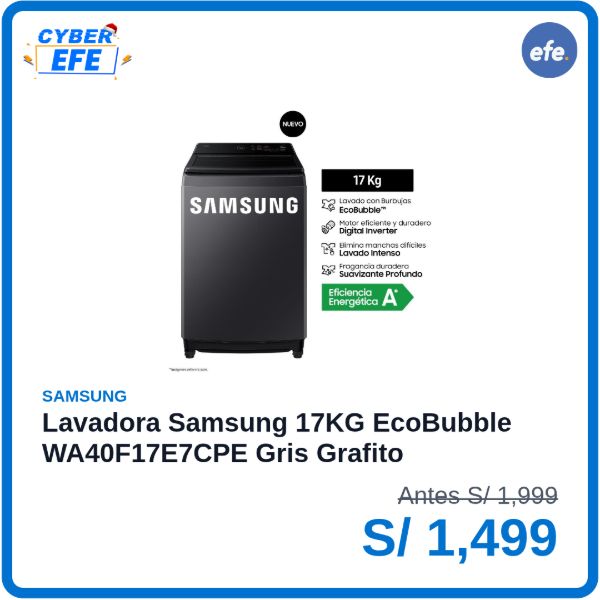 CYBER
EFE
efe.
NUEVO
17 Kg
SAMSUNG
Lavado con Burbujas
EcoBubble™
Motor eficiente y duradero
Digital Inverter
Elimina manchas difíciles
Lavado Intenso
Fragancia duradera
Suavizante Profundo
Eficiencia
Energética A*
*Imágenes referenciales.
SAMSUNG
Lavadora Samsung 17KG EcoBubble
WA40F17E7CPE Gris Grafito
Antes S/ 1,999
S/ 1,499